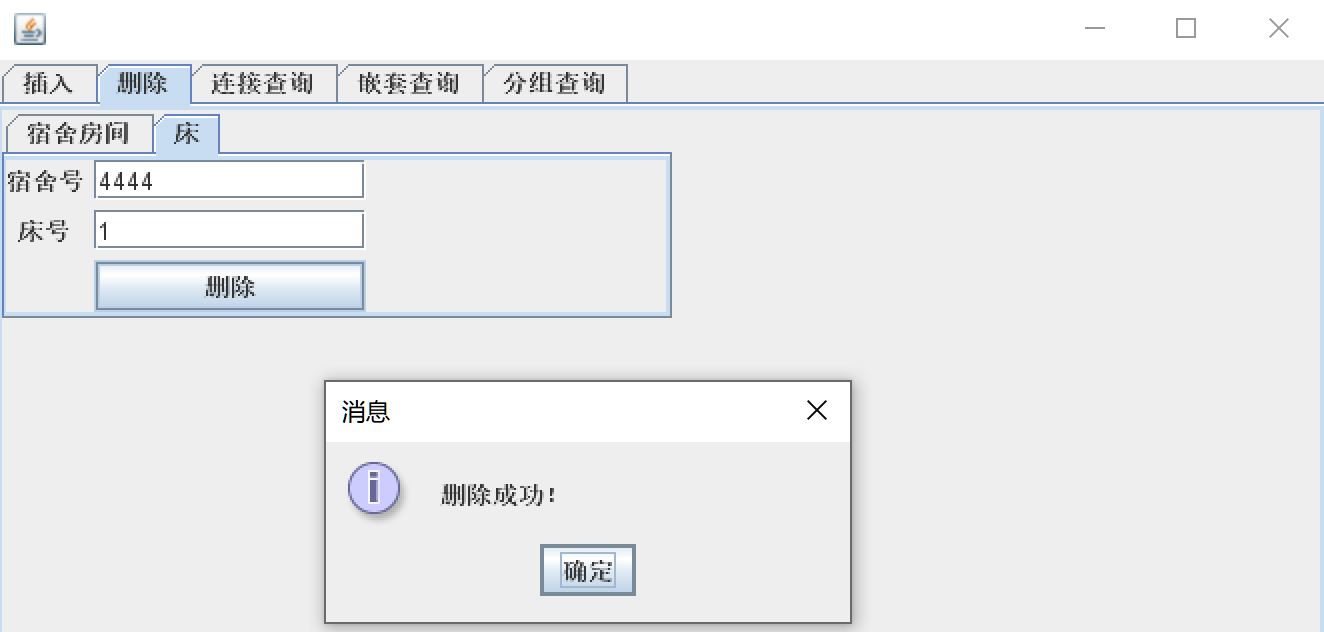 插入 删除 连接查询 嵌套查询 分组查询
宿舍房间 床
宿舍号 4444
床号 1
删除
消息
删除成功!
确定